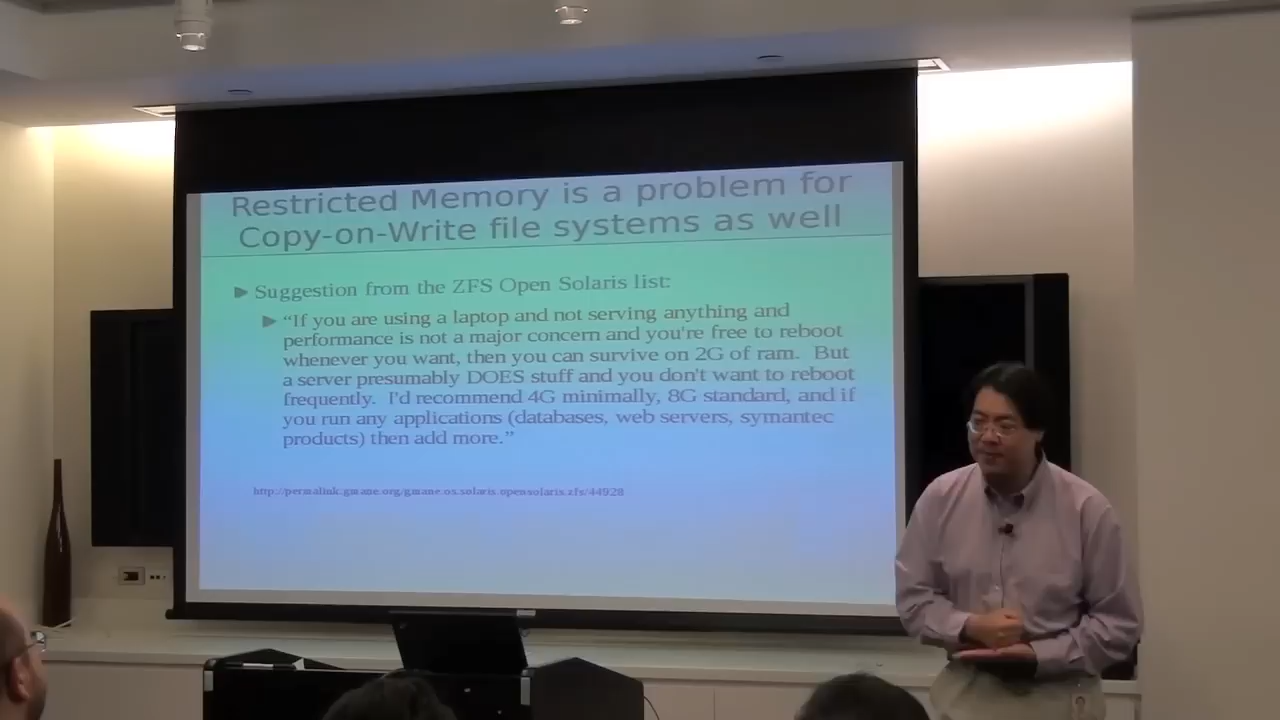 Restricted Memory is a problem for
Copy-on-Write file systems as well
Suggestion from the ZFS Open Solaris list:
“If you are using a laptop and not serving anything and
performance is not a major concern and you're free to reboot
whenever you want, then you can survive on 2G of ram. But
a server presumably DOES stuff and you don't want to reboot
frequently. I'd recommend 4G minimally, 8G standard, and if
you run any applications (databases, web servers, symantec
products) then add more.”
http://permalink.gmane.org/gmane.os.solaris.opensolaris.zfs/44928